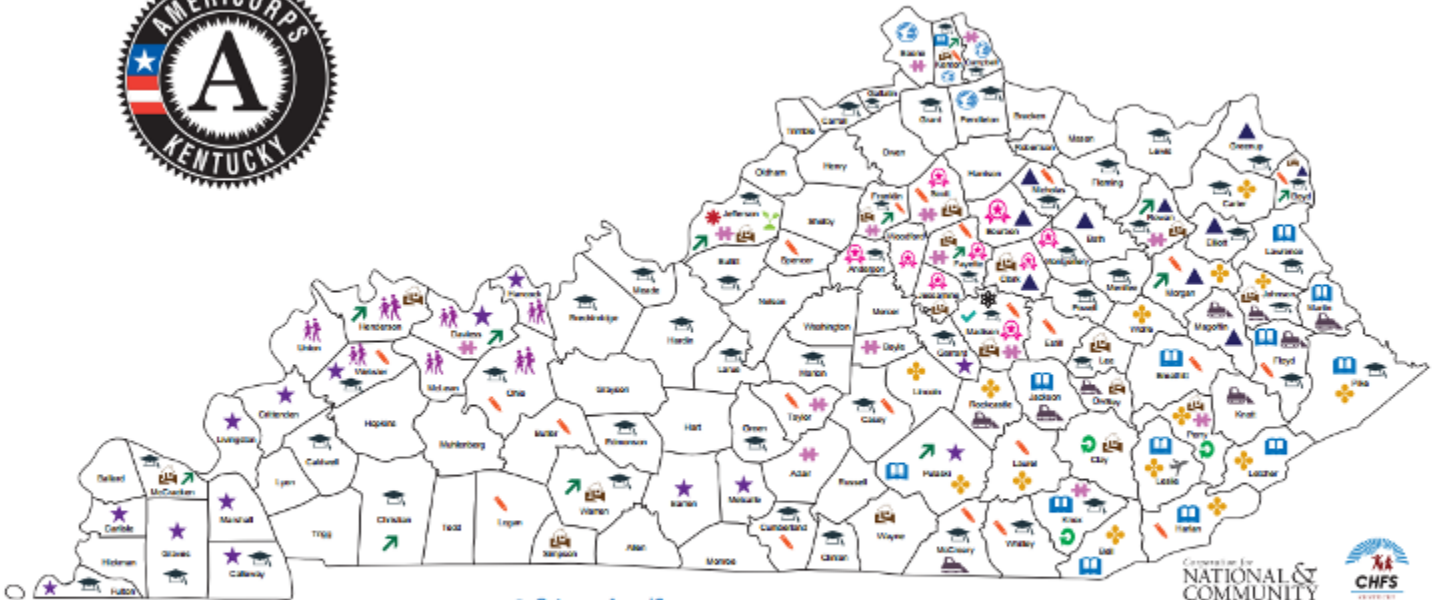 AMERICORPS
A
KENTUCKY
Boone
Kenton
Campbell
Gallatin
Carroll
Grant
Pendleton
Bracken
Trimble
Owen
Robertson
Mason
Lewis
Greenup
Oldham
Henry
Harrison
Fleming
Carter
Boyd
Jefferson
Shelby
Franklin
Scott
Nicholas
Rowan
Elliott
Lawrence
Bullitt
Spencer
Anderson
Woodford
Fayette
Bourbon
Clark
Montgomery
Bath
Menifee
Morgan
Johnson
Martin
Hancock
Meade
Breckinridge
Hardin
Nelson
Washington
Mercer
Jessamine
Madison
Estill
Powell
Wolfe
Magoffin
Floyd
Pike
Henderson
Daviess
Union
Webster
McLean
Ohio
Grayson
Larue
Marion
Boyle
Garrard
Lincoln
Rockcastle
Jackson
Lee
Owsley
Breathitt
Knott
Crittenden
Livingston
Hopkins
Muhlenberg
Butler
Edmonson
Hart
Green
Taylor
Casey
Adair
Russell
Pulaski
Laurel
Clay
Perry
Leslie
Letcher
Ballard
McCracken
Caldwell
Lyon
Carlisle
Graves
Marshall
Trigg
Christian
Todd
Logan
Warren
Simpson
Allen
Barren
Metcalfe
Monroe
Cumberland
Clinton
Wayne
McCreary
Whitley
Knox
Bell
Harlan
Hickman
Fulton
Calloway
Corporation for
NATIONAL &
COMMUNITY
CHFS